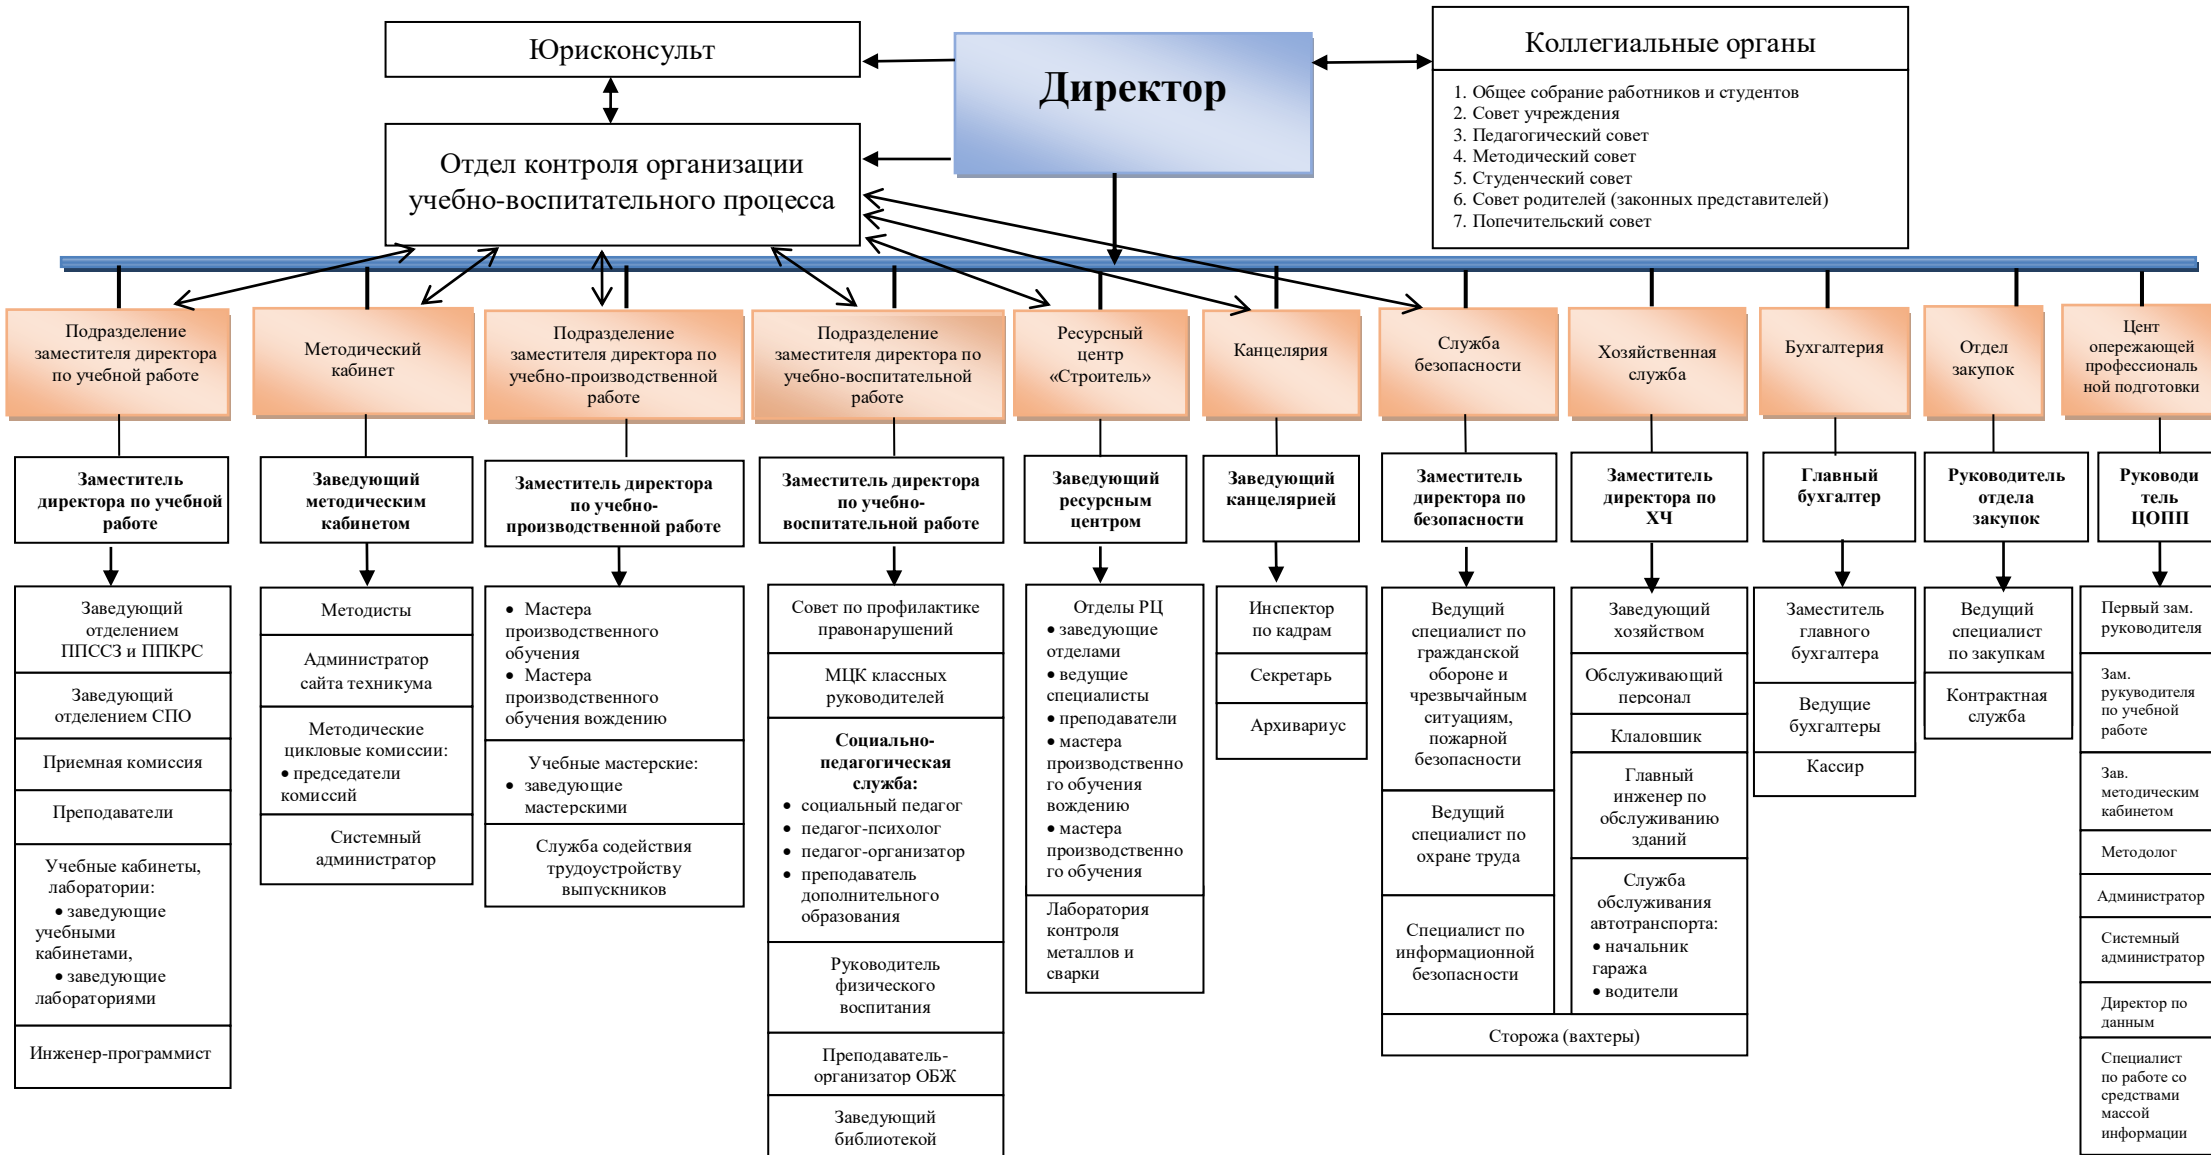 Юрисконсульт
Директор
Коллегиальные органы
1. Общее собрание работников и студентов
2. Совет учреждения
3. Педагогический совет
4. Методический совет
5. Студенческий совет
6. Совет родителей (законных представителей)
7. Попечительский совет
Отдел контроля организации
учебно-воспитательного процесса
Подразделение
заместителя директора
по учебной работе
Методический
кабинет
Подразделение
заместителя директора по
учебно-производственной
работе
Подразделение
заместителя директора по
учебно-воспитательной
работе
Ресурсный
центр
«Строитель»
Канцелярия
Служба
безопасности
Хозяйственная
служба
Бухгалтерия
Отдел
закупок
Цент
опережающей
профессиональ
ной подготовки
Заместитель
директора по учебной
работе
Заведующий
методическим
кабинетом
Заместитель директора
по учебно-
производственной работе
Заместитель директора
по учебно-
воспитательной работе
Заведующий
ресурсным
центром
Заведующий
канцелярией
Заместитель
директора по
безопасности
Заместитель
директора по
ХЧ
Главный
бухгалтер
Руководитель
отдела
закупок
Руководи
тель
ЦОПП
Заведующий
отделением
ППССЗ и ППКРС
Заведующий
отделением СПО
Приемная комиссия
Преподаватели
Учебные кабинеты,
лаборатории:
• заведующие
учебными
кабинетами,
• заведующие
лабораториями
Инженер-программист
Методисты
Администратор
сайта техникума
Методические
цикловые комиссии:
• председатели
комиссий
Системный
администратор
• Мастера
производственного
обучения
• Мастера
производственного
обучения вождению
Учебные мастерские:
• заведующие
мастерскими
Служба содействия
трудоустройству
выпускников
Совет по профилактике
правонарушений
МЦК классных
руководителей
Социально-
педагогическая
служба:
• социальный педагог
• педагог-психолог
• педагог-организатор
• преподаватель
дополнительного
образования
Руководитель
физического
воспитания
Преподаватель-
организатор ОБЖ
Заведующий
библиотекой
Отделы РЦ
• заведующие
отделами
• ведущие
специалисты
• преподаватели
• мастера
производственно
го обучения
вождению
• мастера
производственно
го обучения
Лаборатория
контроля
металлов и
сварки
Инспектор
по кадрам
Секретарь
Архивариус
Ведущий
специалист по
гражданской
обороне и
чрезвычайным
ситуациям,
пожарной
безопасности
Ведущий
специалист по
охране труда
Специалист по
информационной
безопасности
Заведующий
хозяйством
Обслуживающий
персонал
Кладовшик
Главный
инженер по
обслуживанию
зданий
Служба
обслуживания
автотранспорта:
• начальник
гаража
• водители
Сторожа (вахтеры)
Заместитель
главного
бухгалтера
Ведущие
бухгалтеры
Кассир
Ведущий
специалист
по закупкам
Контрактная
служба
Первый зам.
руководителя
Зам.
рукуводителя
по учебной
работе
Зав.
методическим
кабинетом
Методолог
Администратор
Системный
администратор
Директор по
данным
Специалист
по работе со
средствами
массой
информации